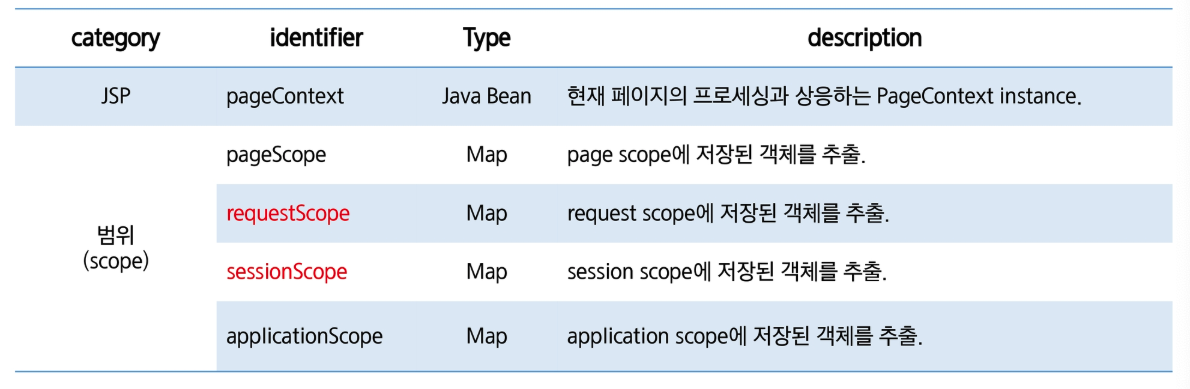 category identifier Type description
JSP pageContext Java Bean 현재 페이지의 프로세싱과 상응하는 PageContext instance.
범위
(scope)
pageScope Map page scope에 저장된 객체를 추출.
requestScope Map request scope에 저장된 객체를 추출.
sessionScope Map session scope에 저장된 객체를 추출.
applicationScope Map application scope에 저장된 객체를 추출.